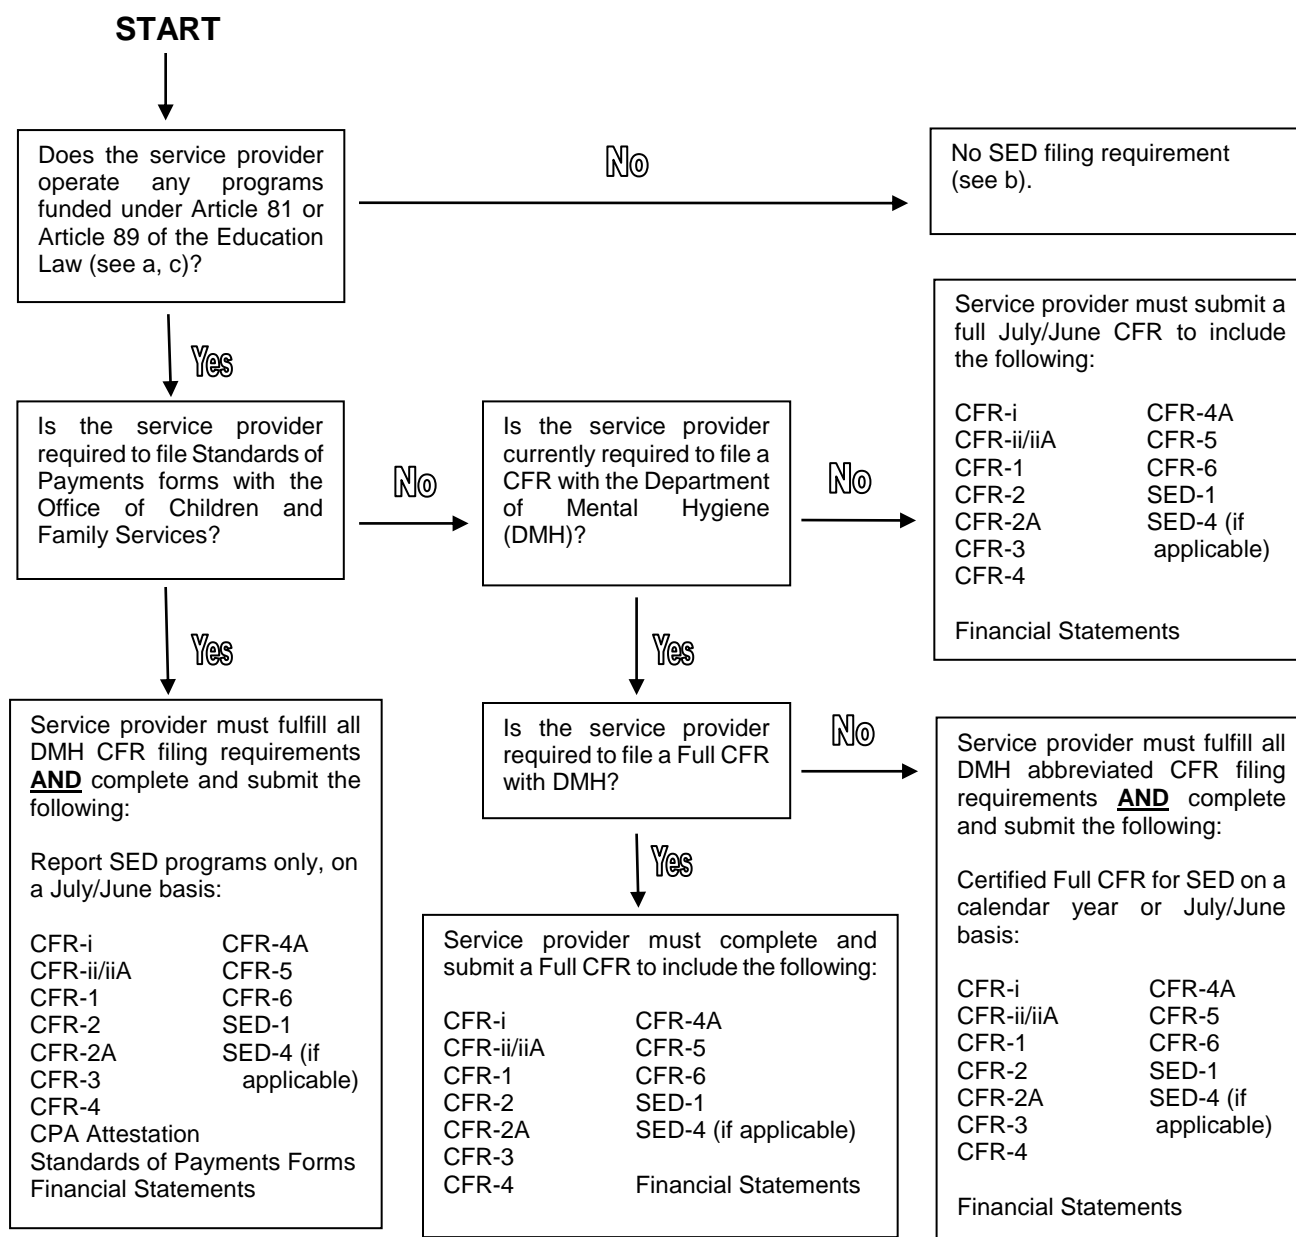 START
Does the service provider
operate any programs
funded under Article 81 or
Article 89 of the Education
Law (see a, c)?
No
No SED filing requirement
(see b).
Yes
Is the service provider
required to file Standards of
Payments forms with the
Office of Children and
Family Services?
No
Is the service provider
currently required to file a
CFR with the Department
of Mental Hygiene
(DMH)?
No
Service provider must submit a
full July/June CFR to include
the following:
CFR-i CFR-4A
CFR-ii/iiA CFR-5
CFR-1 CFR-6
CFR-2 SED-1
CFR-2A SED-4 (if
CFR-3 applicable)
CFR-4
Financial Statements
Yes
Service provider must fulfill all
DMH CFR filing requirements
AND complete and submit the
following:
Report SED programs only, on
a July/June basis:
CFR-i CFR-4A
CFR-ii/iiA CFR-5
CFR-1 CFR-6
CFR-2 SED-1
CFR-2A SED-4 (if
CFR-3 applicable)
CFR-4
CPA Attestation
Standards of Payments Forms
Financial Statements
Yes
Is the service provider
required to file a Full CFR
with DMH?
No
Service provider must fulfill all
DMH abbreviated CFR filing
requirements AND complete
and submit the following:
Certified Full CFR for SED on a
calendar year or July/June
basis:
CFR-i CFR-4A
CFR-ii/iiA CFR-5
CFR-1 CFR-6
CFR-2 SED-1
CFR-2A SED-4 (if
CFR-3 applicable)
CFR-4
Financial Statements
Yes
Service provider must complete and
submit a Full CFR to include the following:
CFR-i CFR-4A
CFR-ii/iiA CFR-5
CFR-1 CFR-6
CFR-2 SED-1
CFR-2A SED-4 (if applicable)
CFR-3
CFR-4 Financial Statements